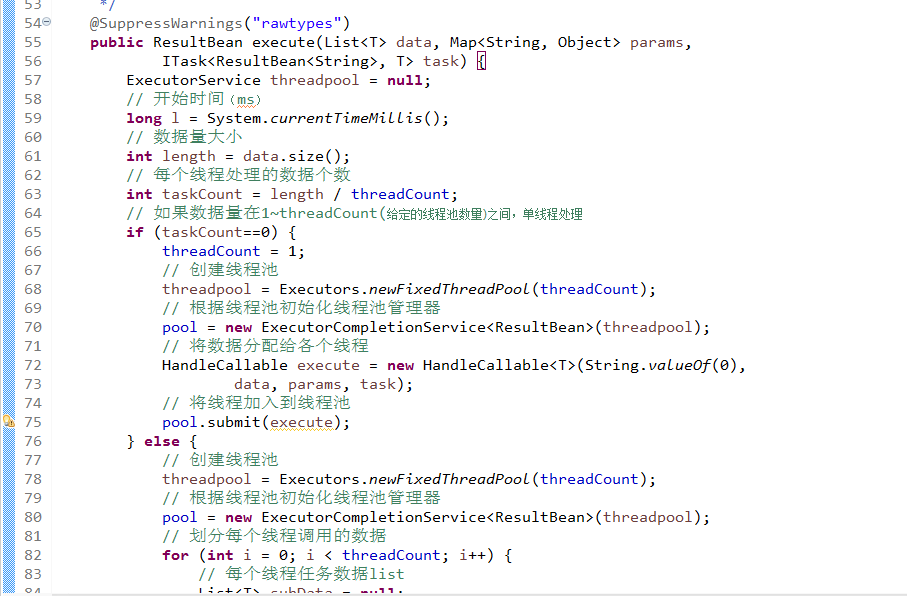 53 */
54 @SuppressWarnings("rawtypes")
55 public ResultBean execute(List<T> data, Map<String, Object> params,
56 ITask<ResultBean<String>, T> task) {
57 ExecutorService threadpool = null;
58 // 开始时间（ms）
59 long l = System.currentTimeMillis();
60 // 数据量大小
61 int length = data.size();
62 // 每个线程处理的数据个数
63 int taskCount = length / threadCount;
64 // 如果数据量在1~threadCount(给定的线程池数量)之间，单线程处理
65 if (taskCount==0) {
66 threadCount = 1;
67 // 创建线程池
68 threadpool = Executors.newFixedThreadPool(threadCount);
69 // 根据线程池初始化线程池管理器
70 pool = new ExecutorCompletionService<ResultBean>(threadpool);
71 // 将数据分配给各个线程
72 HandleCallable execute = new HandleCallable<T>(String.valueOf(0),
73 data, params, task);
74 // 将线程加入到线程池
75 pool.submit(execute);
76 } else {
77 // 创建线程池
78 threadpool = Executors.newFixedThreadPool(threadCount);
79 // 根据线程池初始化线程池管理器
80 pool = new ExecutorCompletionService<ResultBean>(threadpool);
81 // 划分每个线程调用的数据
82 for (int i = 0; i < threadCount; i++) {
83 // 每个线程任务数据list
84 List<T> subData = null;